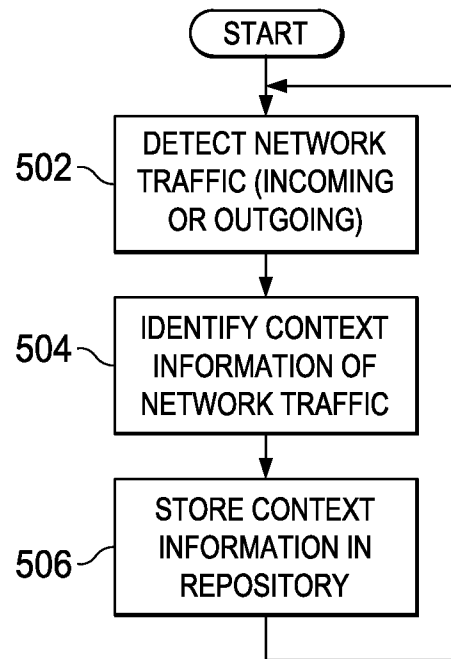 START
502
DETECT NETWORK
TRAFFIC (INCOMING
OR OUTGOING)
504
IDENTIFY CONTEXT
INFORMATION OF
NETWORK TRAFFIC
506
STORE CONTEXT
INFORMATION IN
REPOSITORY